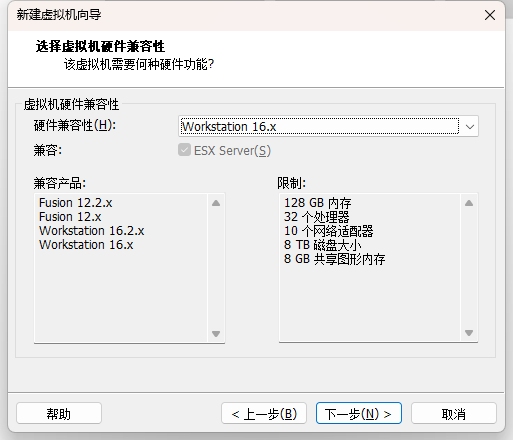 新建虚拟机向导
选择虚拟机硬件兼容性
该虚拟机需要何种硬件功能?
虚拟机硬件兼容性
硬件兼容性(H):
Workstation 16.x
兼容:
ESX Server(S)
兼容产品:
Fusion 12.2.x
Fusion 12.x
Workstation 16.2.x
Workstation 16.x
限制:
128 GB 内存
32 个处理器
10 个网络适配器
8 TB 磁盘大小
8 GB 共享图形内存
帮助
< 上一步(B)
下一步(N) >
取消